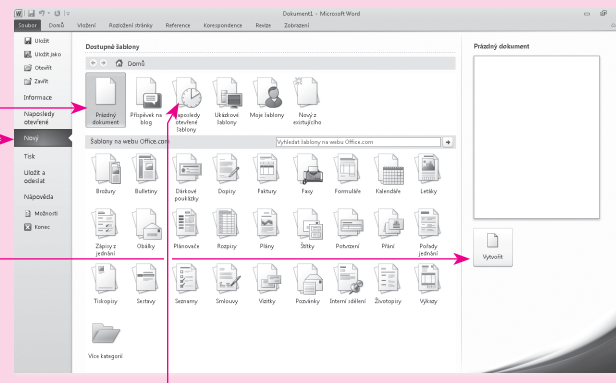 Dokument1 - Microsoft Word
Soubor Domů Vložení Rozložení stránky Reference Korespondence Revize Zobrazení
Uložit
Uložit jako
Otevřít
Zavřít
Informace
Naposledy
otevřené
Nový
Tisk
Uložit a
odeslat
Nápověda
Možnosti
Konec
Dostupné šablony
Domů
Prázdný
dokument
Příspěvek na
blog
Naposledy
otevřené
šablony
Ukázkové
šablony
Moje šablony
Nový z
existujícího
Šablony na webu Office.com
Vyhledat šablony na webu Office.com
Brožury
Bulletiny
Dárkové
poukázky
Dopisy
Faktury
Faxy
Formuláře
Kalendáře
Letáky
Zápisy z
jednání
Obálky
Plánovače
Rozpisy
Plány
Štítky
Potvrzení
Přání
Pořady
jednání
Tiskopisy
Sestavy
Seznamy
Smlouvy
Vizitky
Pozvánky
Interní sdělení
Životopisy
Výkazy
Více kategorií
Prázdný dokument
Vytvořit